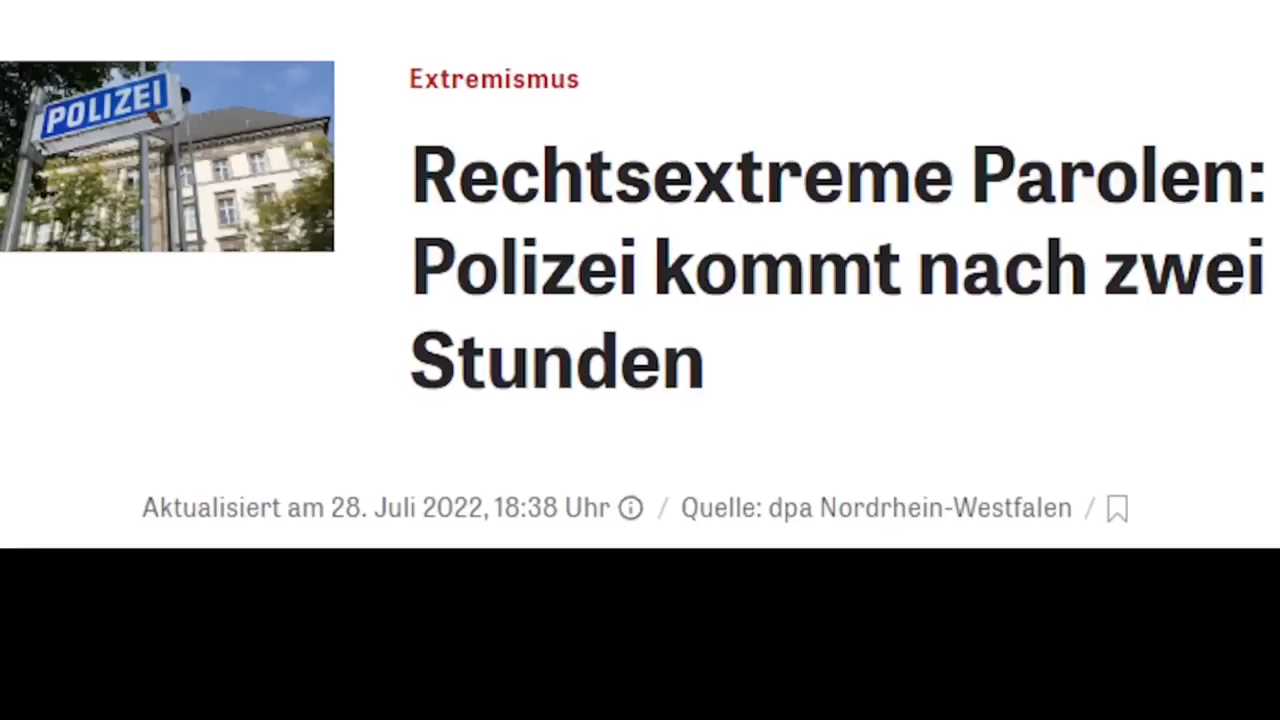 POLIZEI
Extremismus
Rechtsextreme Parolen:
Polizei kommt nach zwei
Stunden
Aktualisiert am 28. Juli 2022, 18:38 Uhr / Quelle: dpa Nordrhein-Westfalen /